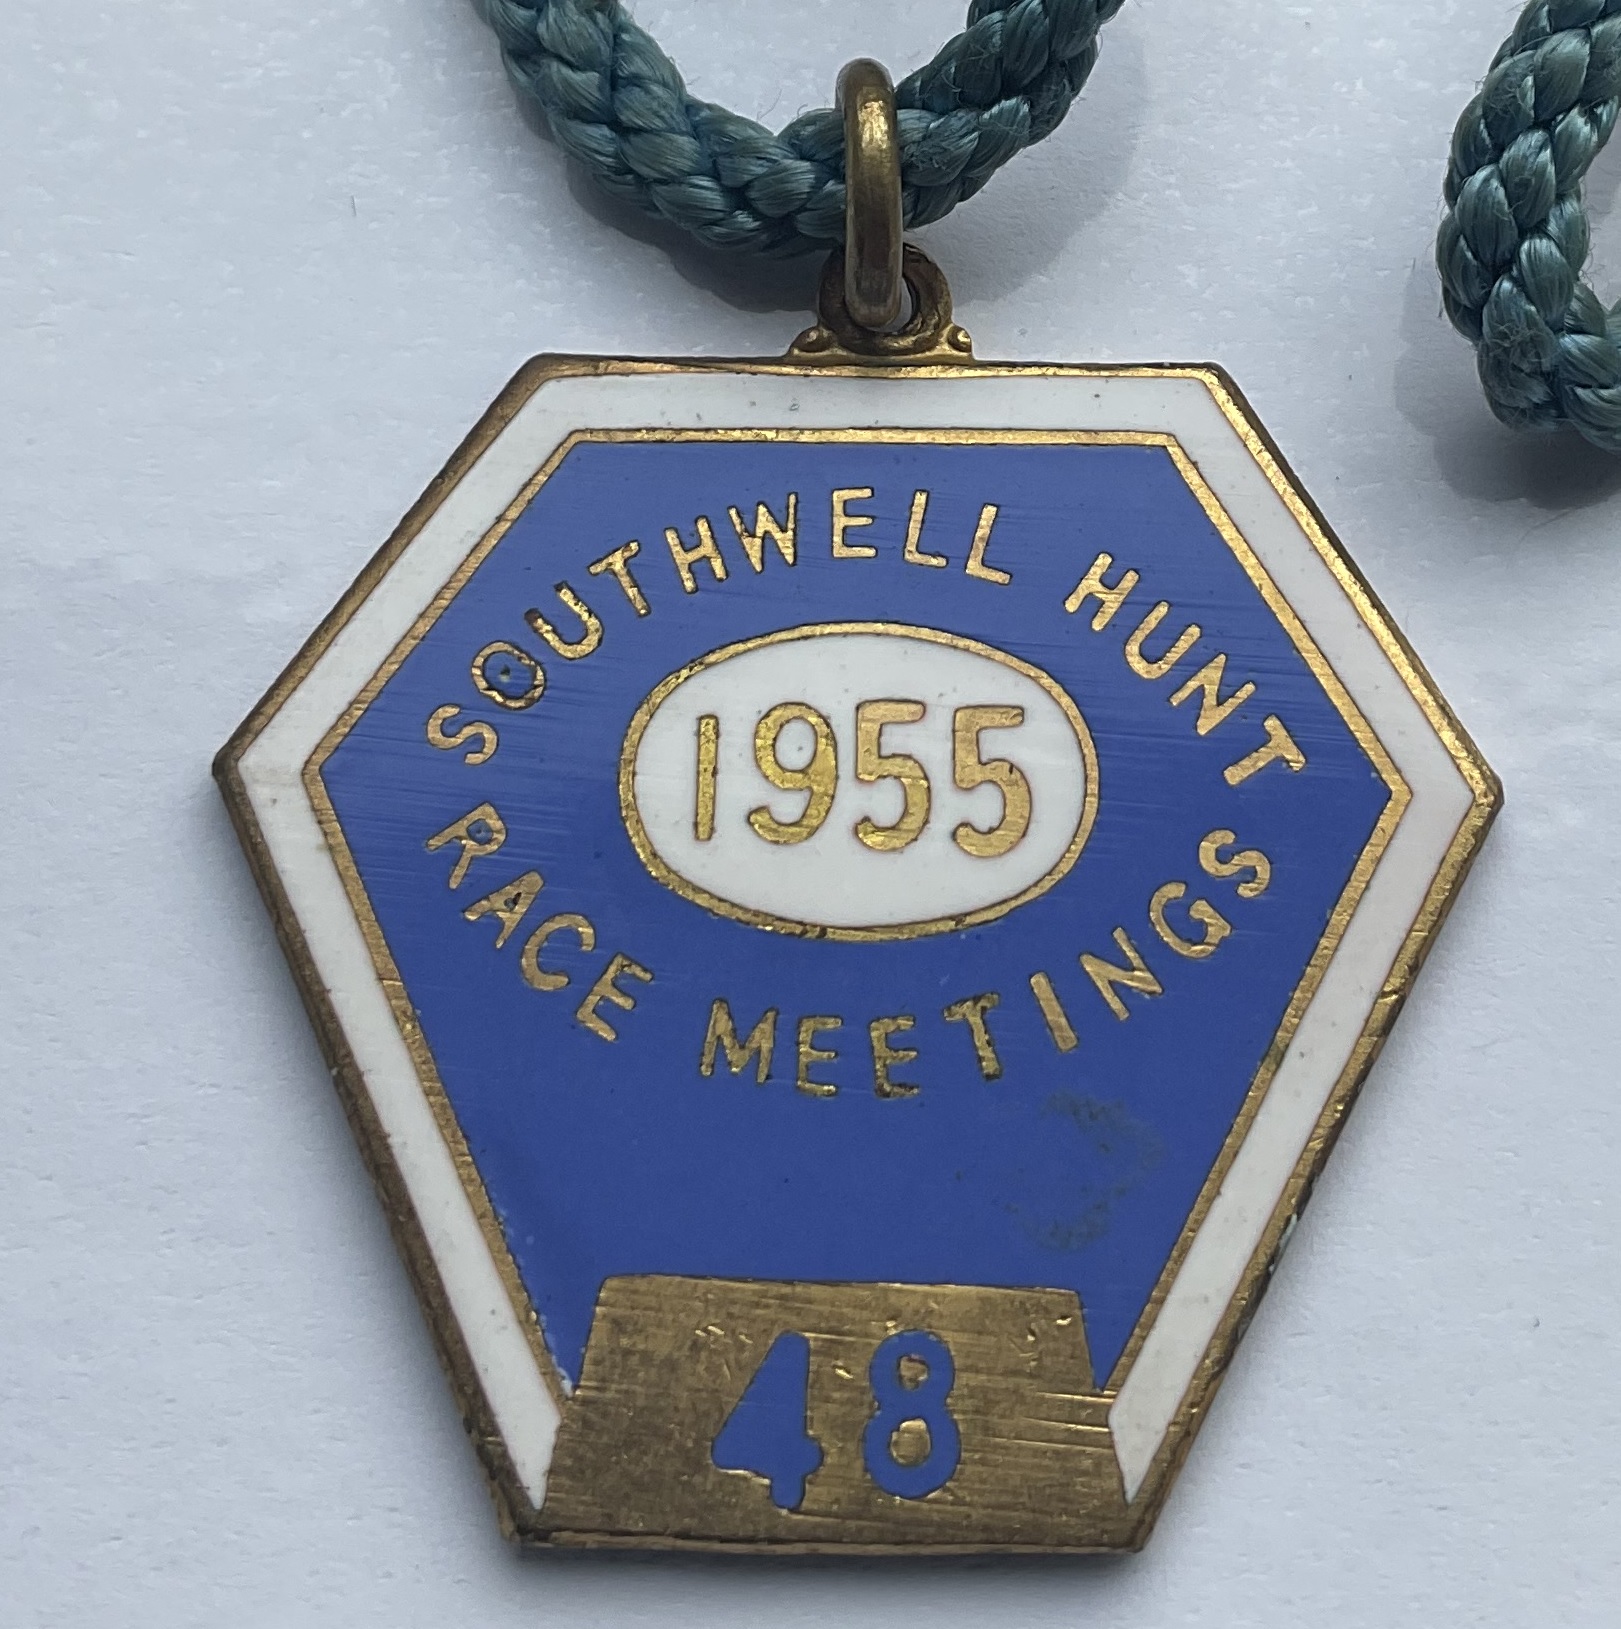 SOUTHWELL HUNT
1955
RACE MEETINGS
48